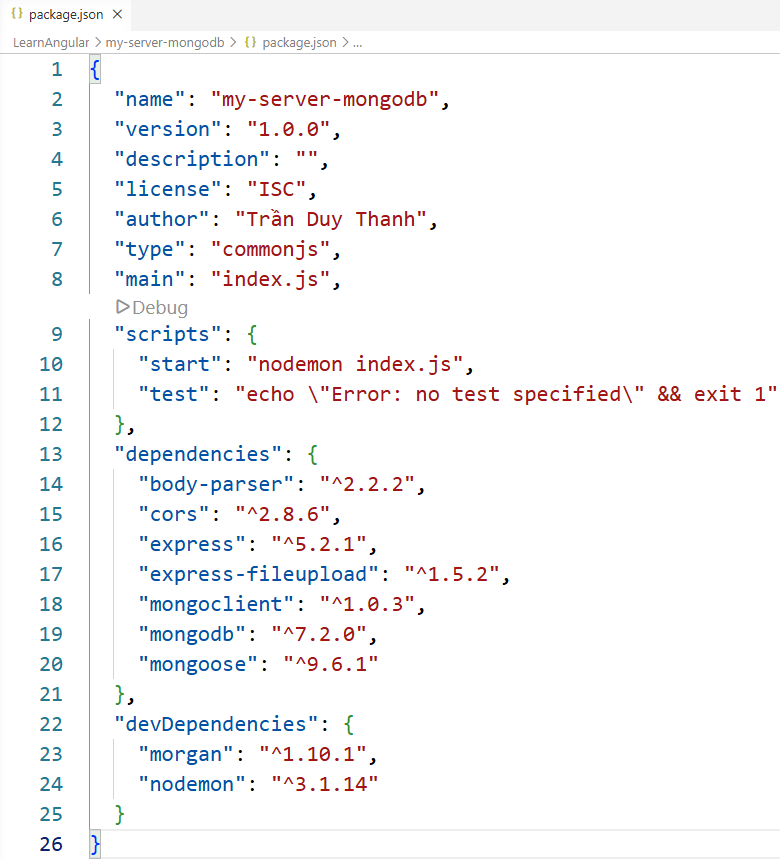 {} package.json ×
LearnAngular > my-server-mongodb > {} package.json > ...
1 {
2 "name": "my-server-mongodb",
3 "version": "1.0.0",
4 "description": "",
5 "license": "ISC",
6 "author": "Trần Duy Thanh",
7 "type": "commonjs",
8 "main": "index.js",
Debug
9 "scripts": {
10 "start": "nodemon index.js",
11 "test": "echo \"Error: no test specified\" && exit 1"
12 },
13 "dependencies": {
14 "body-parser": "^2.2.2",
15 "cors": "^2.8.6",
16 "express": "^5.2.1",
17 "express-fileupload": "^1.5.2",
18 "mongoclient": "^1.0.3",
19 "mongodb": "^7.2.0",
20 "mongoose": "^9.6.1"
21 },
22 "devDependencies": {
23 "morgan": "^1.10.1",
24 "nodemon": "^3.1.14"
25 }
26 }